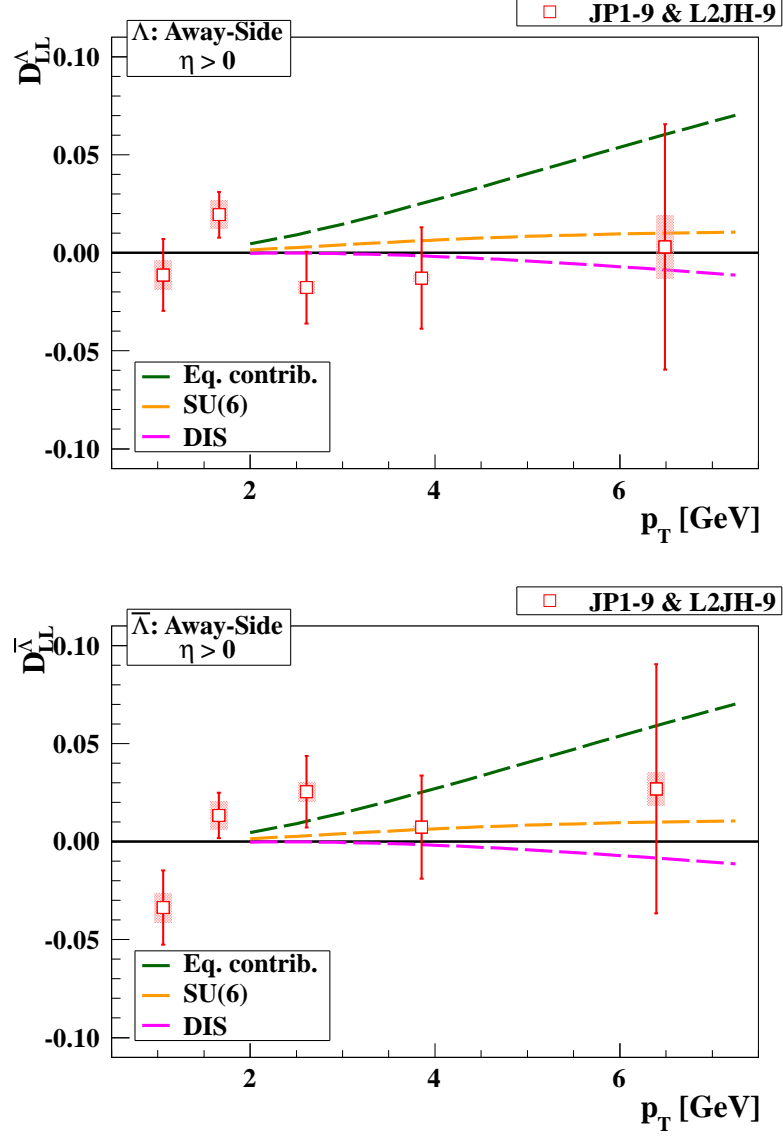 JP1-9 & L2JH-9
Λ: Away-Side
η > 0
D_LL^Λ
0.10
0.05
0.00
-0.05
-0.10
Eq. contrib.
SU(6)
DIS
2
4
6
p_T [GeV]
JP1-9 & L2JH-9
Λ̅: Away-Side
η > 0
D_LL^Λ̅
0.10
0.05
0.00
-0.05
-0.10
Eq. contrib.
SU(6)
DIS
2
4
6
p_T [GeV]